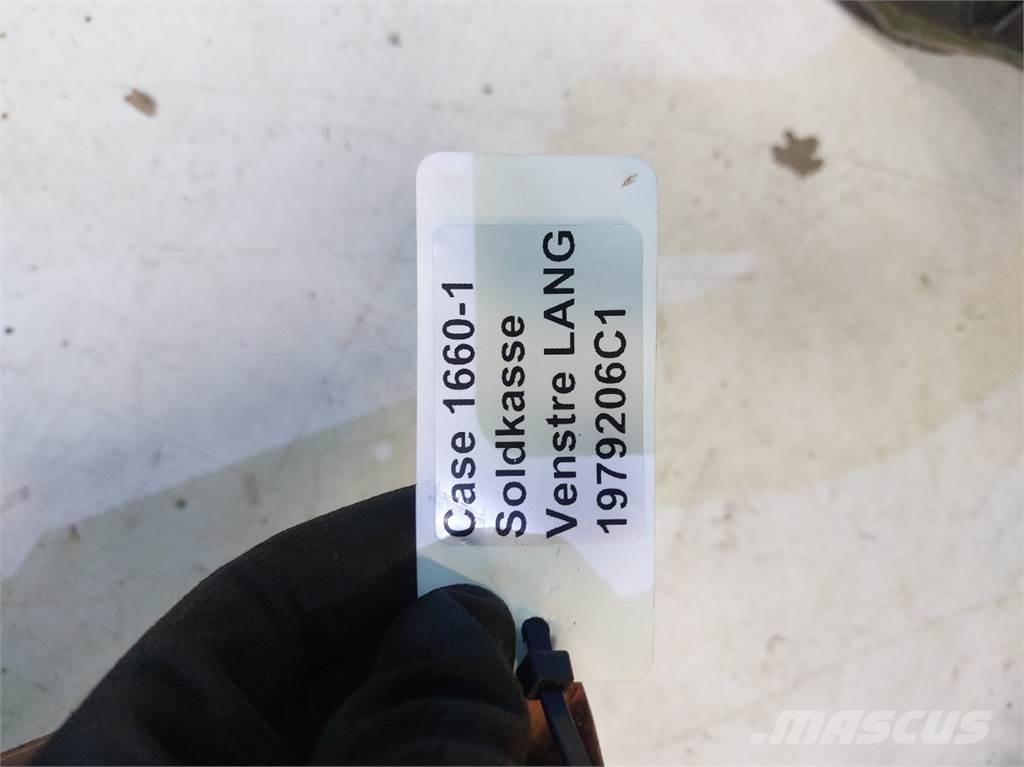 Case 1660-1
Soldkasse
Venstre LANG
1979206C1
MASCUS